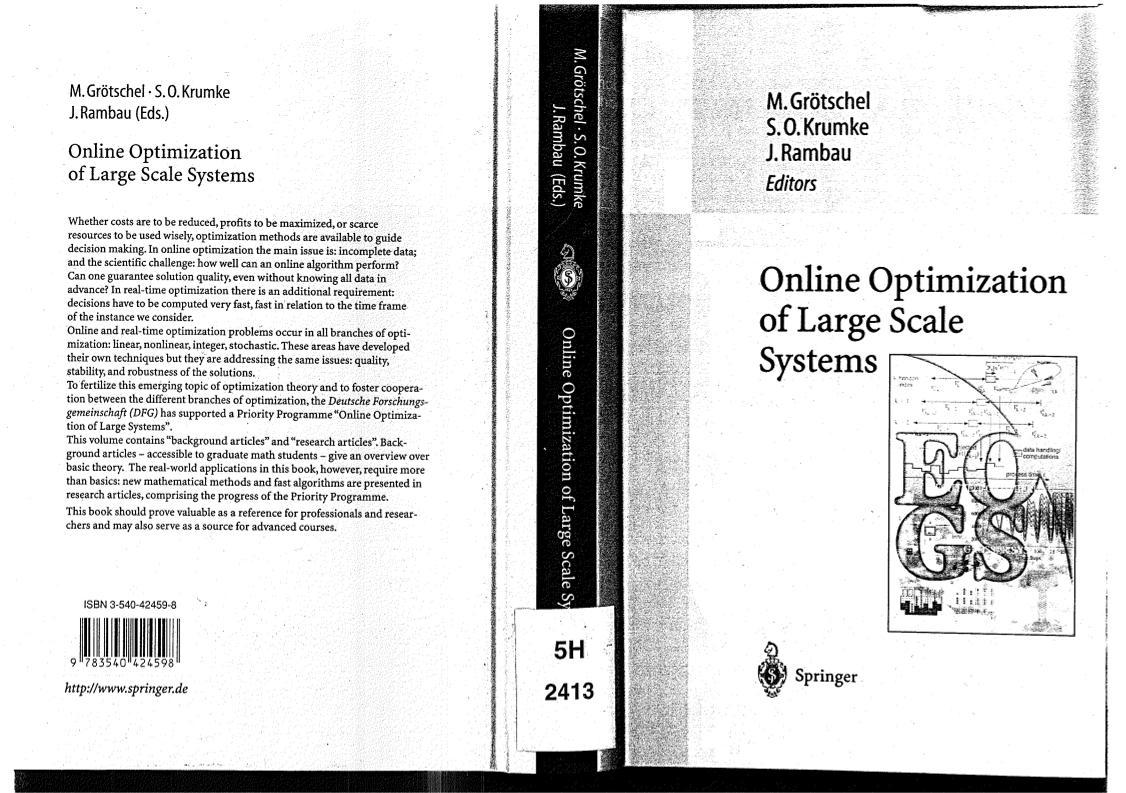 M. Grötschel · S. O. Krumke
J. Rambau (Eds.)
Online Optimization
of Large Scale Systems
Whether costs are to be reduced, profits to be maximized, or scarce
resources to be used wisely, optimization methods are available to guide
decision making. In online optimization the main issue is: incomplete data;
and the scientific challenge: how well can an online algorithm perform?
Can one guarantee solution quality, even without knowing all data in
advance? In real-time optimization there is an additional requirement:
decisions have to be computed very fast, fast in relation to the time frame
of the instance we consider.
Online and real-time optimization problems occur in all branches of opti-
mization: linear, nonlinear, integer, stochastic. These areas have developed
their own techniques but they are addressing the same issues: quality,
stability, and robustness of the solutions.
To fertilize this emerging topic of optimization theory and to foster coopera-
tion between the different branches of optimization, the Deutsche Forschungs-
gemeinschaft (DFG) has supported a Priority Programme "Online Optimiza-
tion of Large Systems".
This volume contains "background articles" and "research articles". Back-
ground articles – accessible to graduate math students – give an overview over
basic theory. The real-world applications in this book, however, require more
than basics: new mathematical methods and fast algorithms are presented in
research articles, comprising the progress of the Priority Programme.
This book should prove valuable as a reference for professionals and resear-
chers and may also serve as a source for advanced courses.
ISBN 3-540-42459-8
9 783540 424598
http://www.springer.de
M. Grötschel · S. O. Krumke
J. Rambau (Eds.)
Online Optimization of Large Scale Sy
5H
2413
M. Grötschel
S. O. Krumke
J. Rambau
Editors
Online Optimization
of Large Scale
Systems
data handling/
computations
EO
GS
Springer